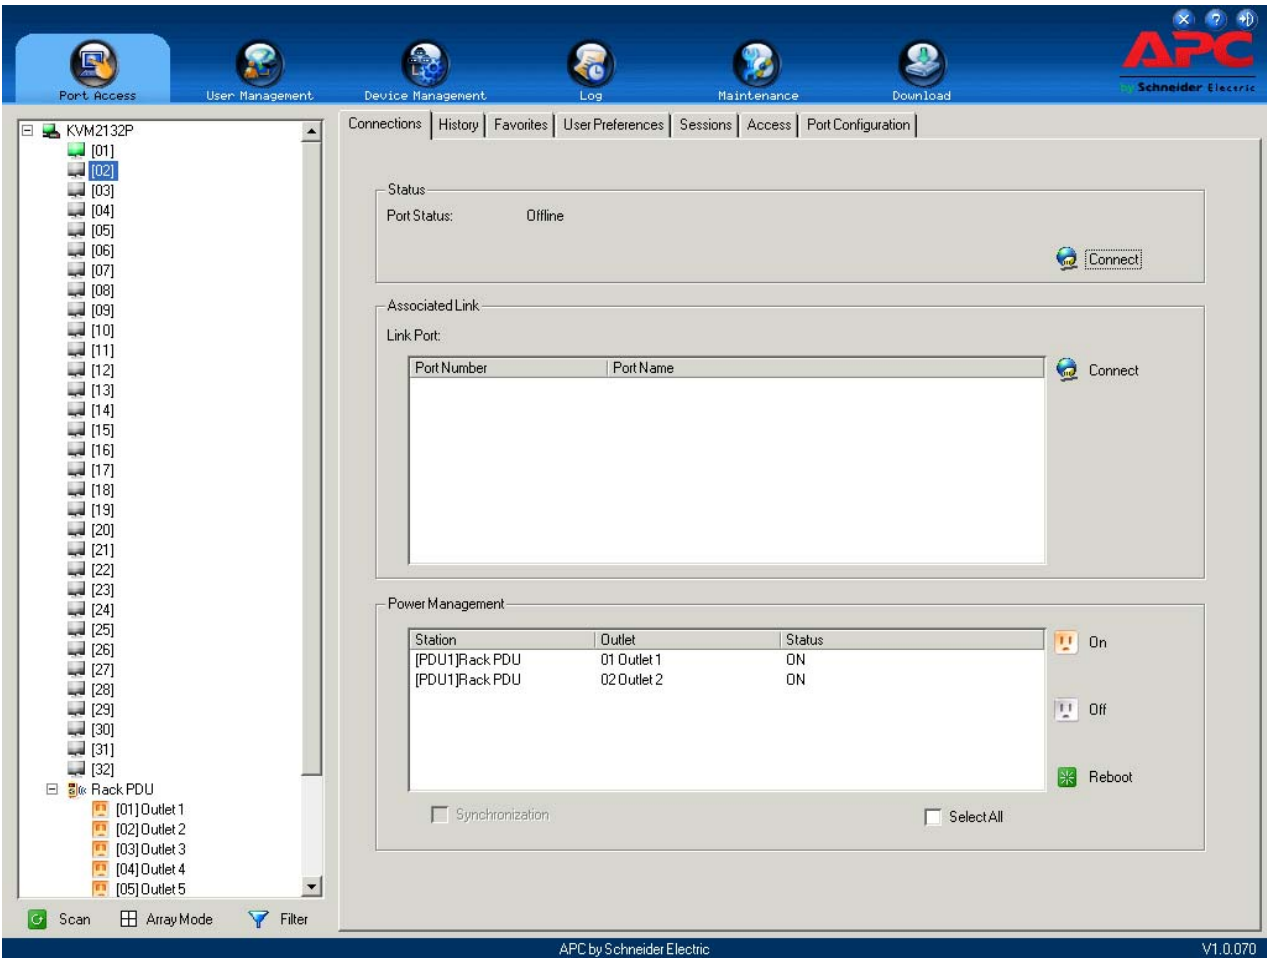 APC
by Schneider Electric
Port Access
User Management
Device Management
Log
Maintenance
Download
KVM2132P
[01]
[02]
[03]
[04]
[05]
[06]
[07]
[08]
[09]
[10]
[11]
[12]
[13]
[14]
[15]
[16]
[17]
[18]
[19]
[20]
[21]
[22]
[23]
[24]
[25]
[26]
[27]
[28]
[29]
[30]
[31]
[32]
Rack PDU
[01] Outlet 1
[02] Outlet 2
[03] Outlet 3
[04] Outlet 4
[05] Outlet 5
Scan Array Mode Filter
Connections History Favorites User Preferences Sessions Access Port Configuration
Status
Port Status: Offline
Connect
Associated Link
Link Port:
Port Number Port Name
Connect
Power Management
Station Outlet Status
[PDU1]Rack PDU 01 Outlet 1 ON
[PDU1]Rack PDU 02 Outlet 2 ON
On
Off
Reboot
Synchronization Select All
APC by Schneider Electric V1.0.070